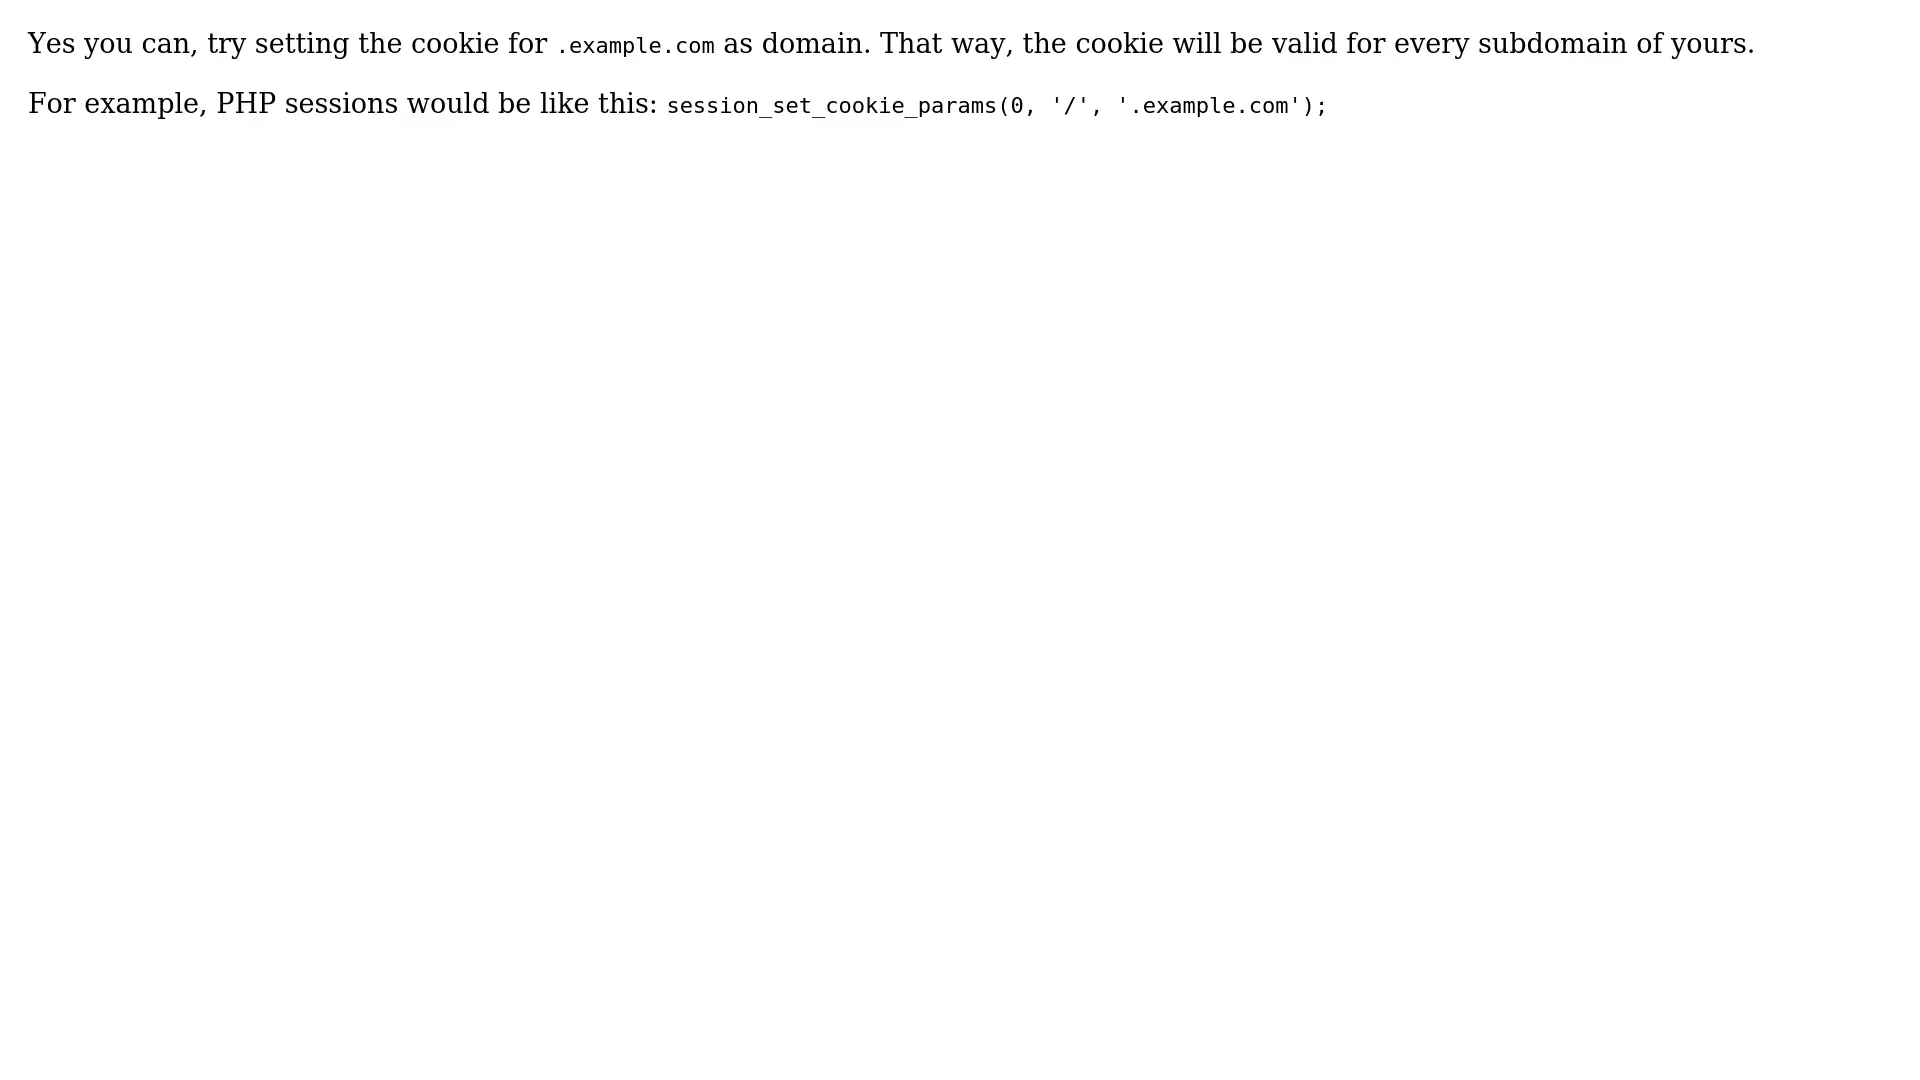 Yes you can, try setting the cookie for .example.com as domain. That way, the cookie will be valid for every subdomain of yours.
For example, PHP sessions would be like this: session_set_cookie_params(0, '/', '.example.com');